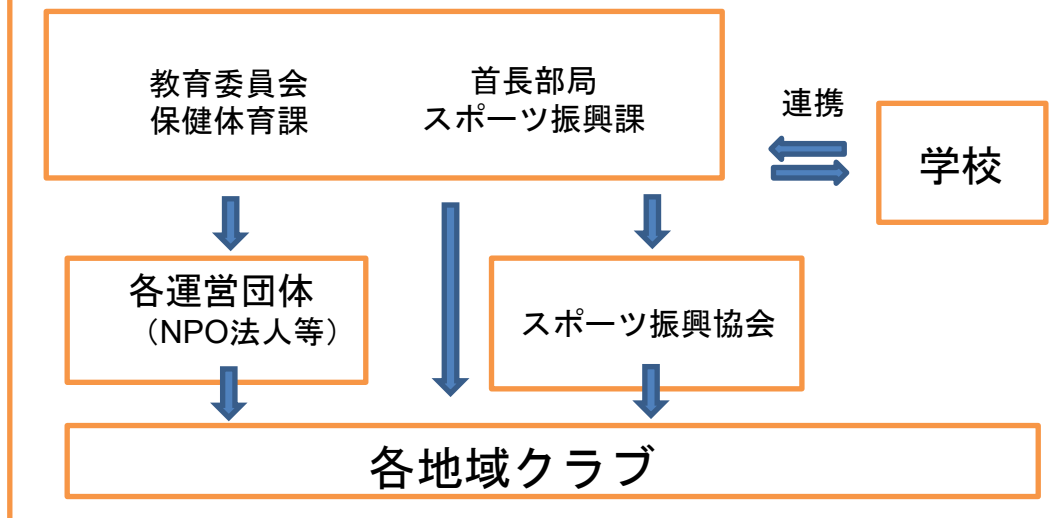 教育委員会
保健体育課
首長部局
スポーツ振興課
連携
学校
各運営団体
（NPO法人等）
スポーツ振興協会
各地域クラブ